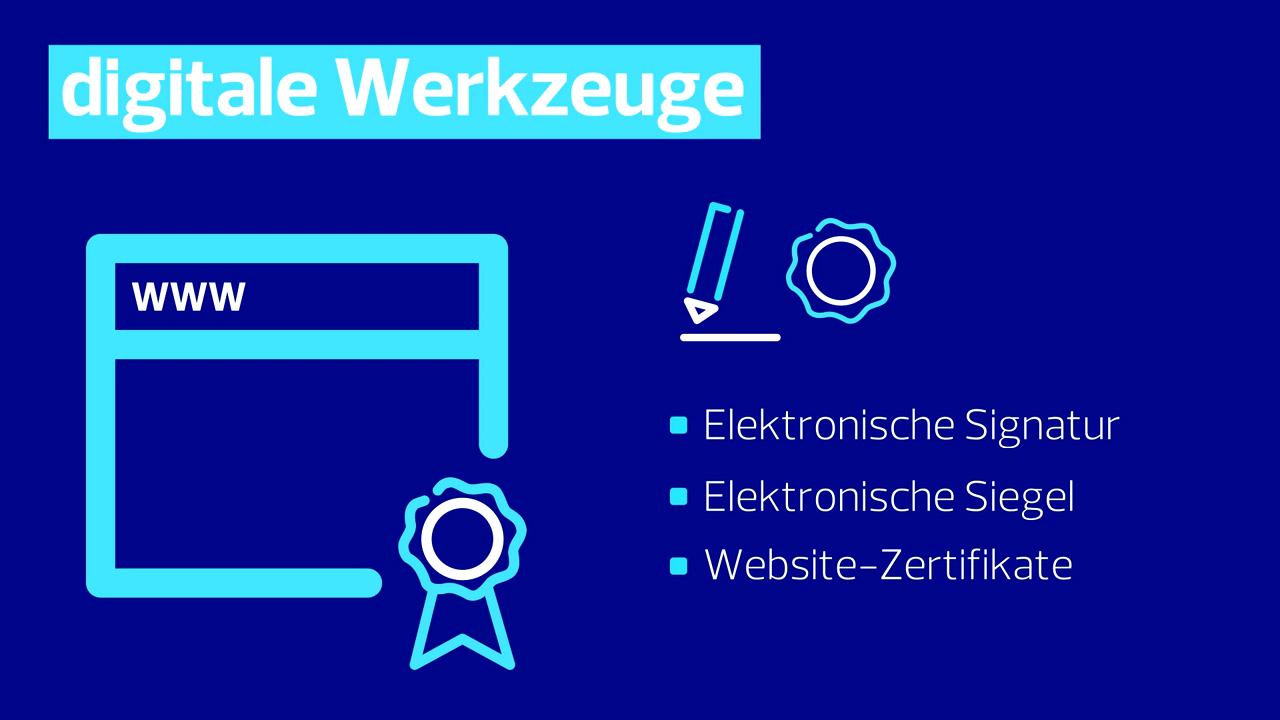 digitale Werkzeuge
WWW
Elektronische Signatur
Elektronische Siegel
Website-Zertifikate